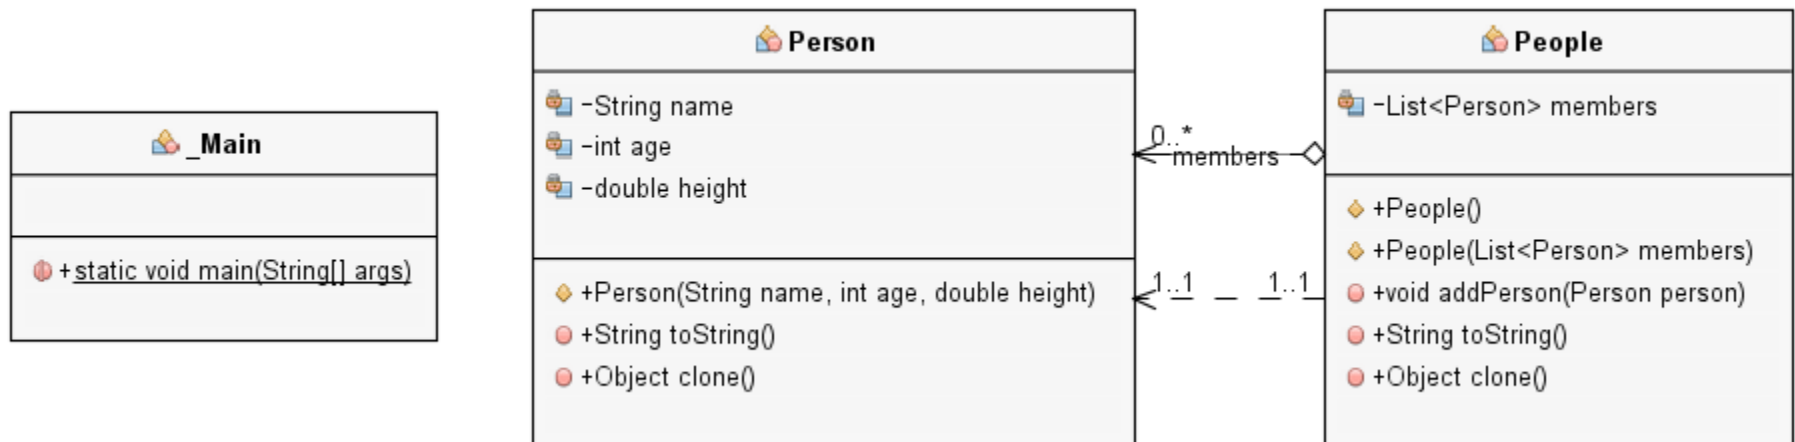 _Main
+static void main(String[] args)
Person
-String name
-int age
-double height
+Person(String name, int age, double height)
+String toString()
+Object clone()
0..*
members
1..1 1..1
People
-List<Person> members
+People()
+People(List<Person> members)
+void addPerson(Person person)
+String toString()
+Object clone()